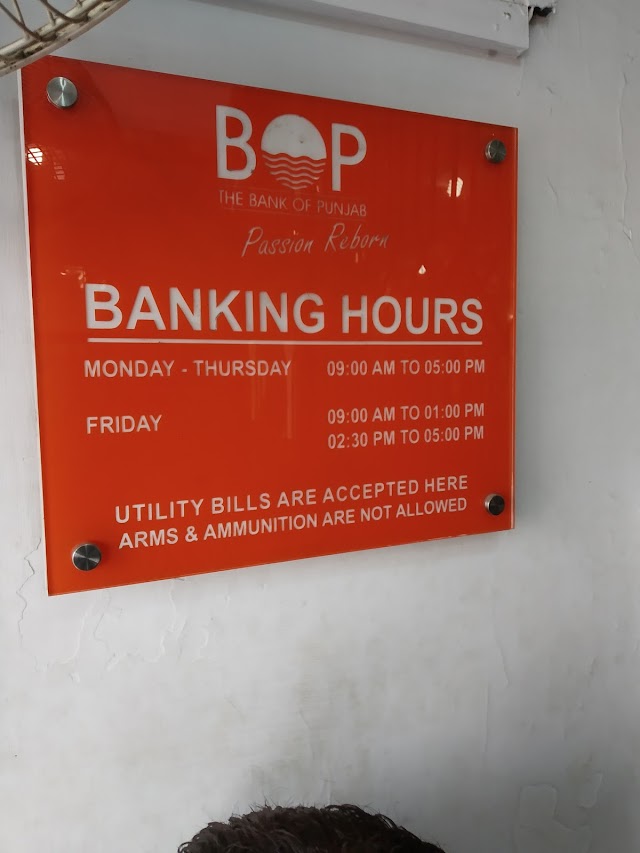 BOP
THE BANK OF PUNJAB
Passion Reborn
BANKING HOURS
MONDAY - THURSDAY 09:00 AM TO 05:00 PM
FRIDAY 09:00 AM TO 01:00 PM
02:30 PM TO 05:00 PM
UTILITY BILLS ARE ACCEPTED HERE
ARMS & AMMUNITION ARE NOT ALLOWED